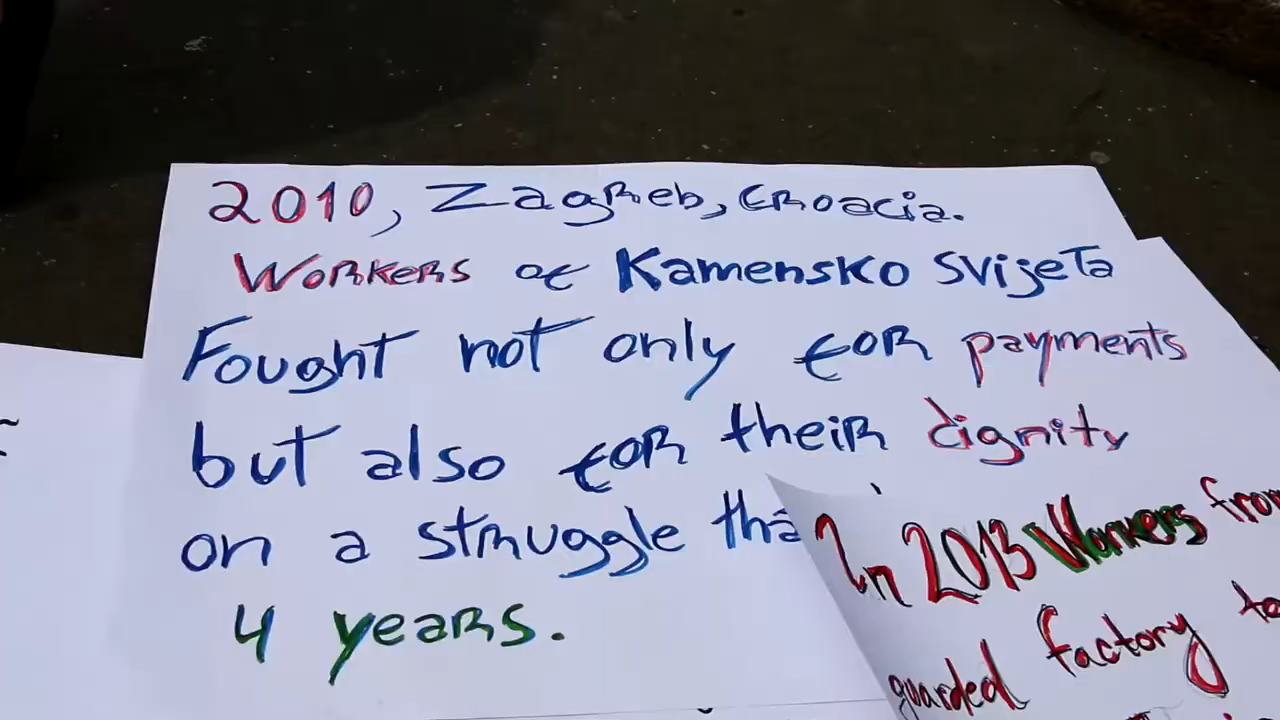 2010, Zagreb, Croacia.
Workers of Kamensko svijeta
Fought not only for payments
but also for their dignity
on a struggle
4 years.
In 2013 Workers from
guarded factory